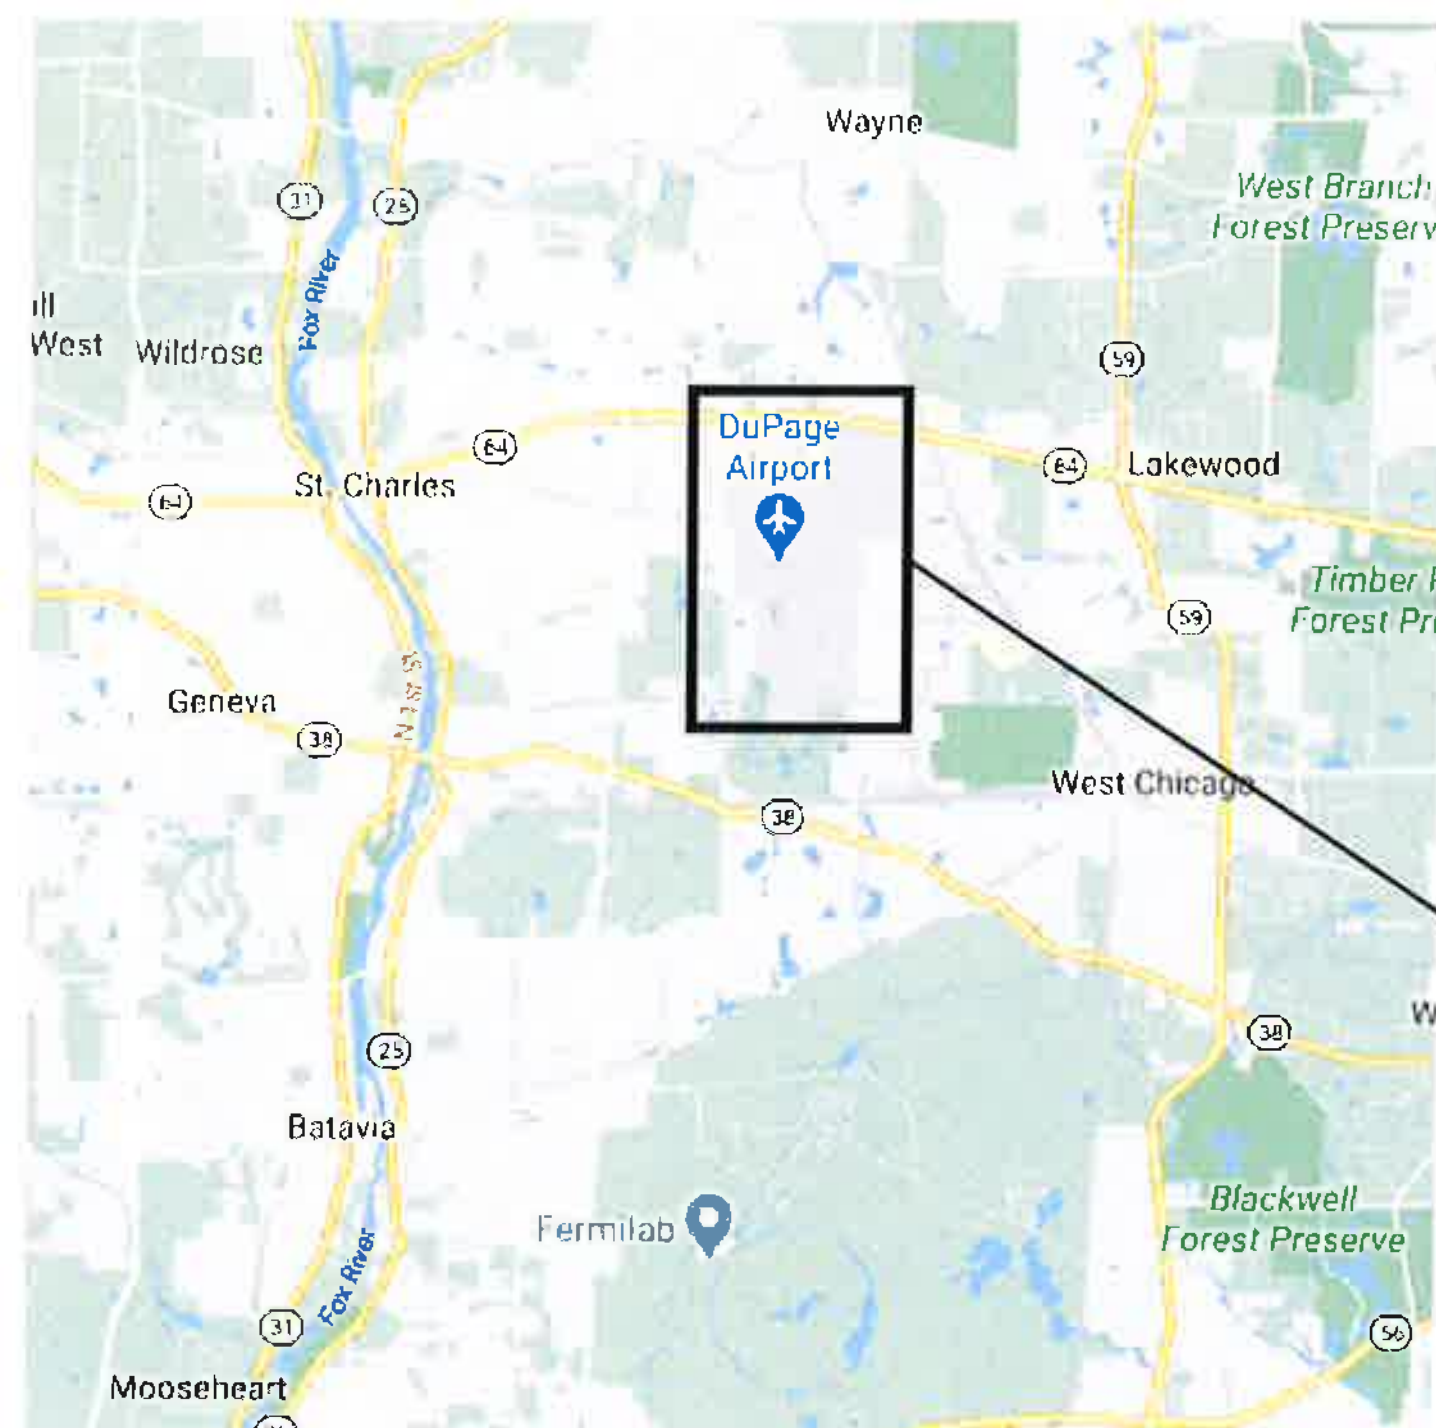 Wayne
West Branch
Forest Preserv
31
25
Fox River
ill
West
Wildrose
59
DuPage
Airport
64
64
Lakewood
St. Charles
64
Timber
Forest Pr
59
S 1st
Geneva
38
West Chicago
38
W
38
25
Batavia
Blackwell
Forest Preserve
Fermilab
Fox River
31
56
Mooseheart